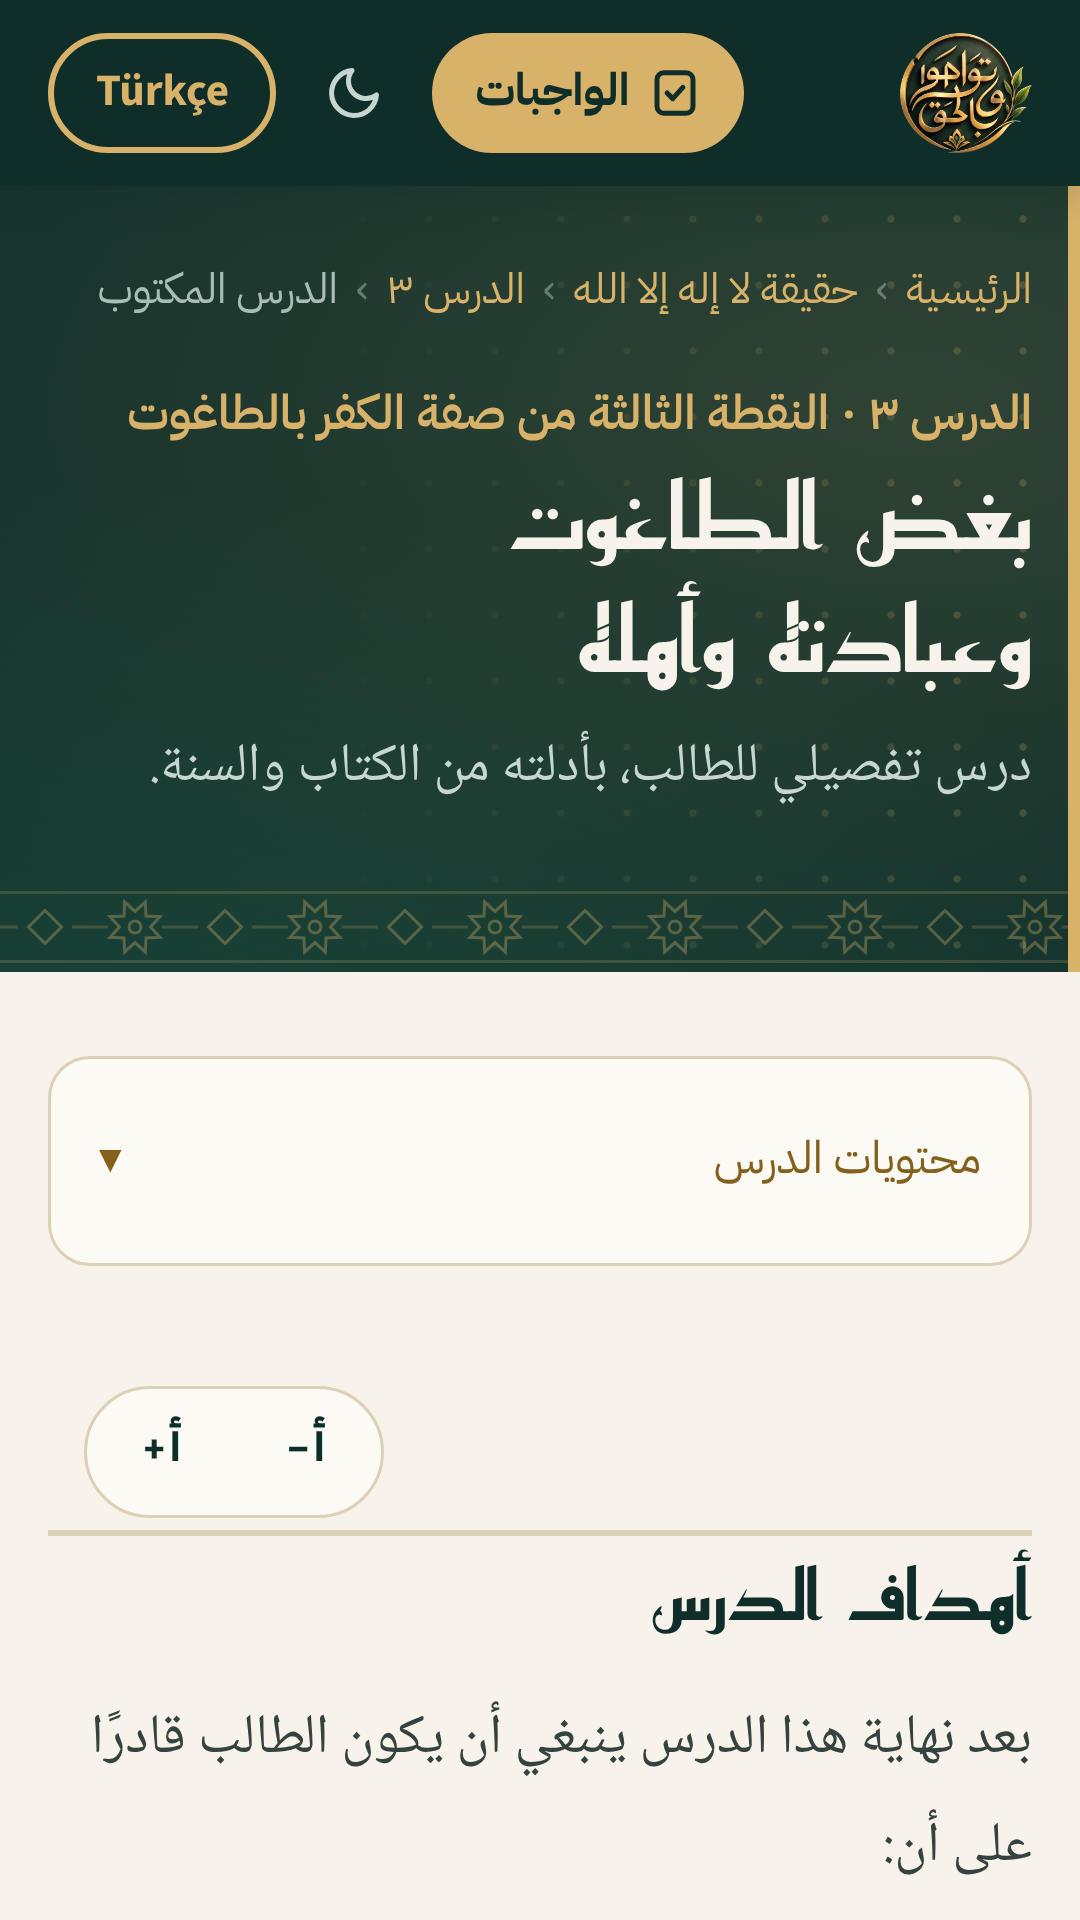 وتواصوا بالحق
الواجبات
Türkçe
الرئيسية › حقيقة لا إله إلا الله › الدرس ٣ › الدرس المكتوب
الدرس ٣ · النقطة الثالثة من صفة الكفر بالطاغوت
بغض الطاغوت
وعبادته وأهله
درس تفصيلي للطالب، بأدلته من الكتاب والسنة.
محتويات الدرس ▼
أ− أ+
أهداف الدرس
بعد نهاية هذا الدرس ينبغي أن يكون الطالب قادرًا
على أن: